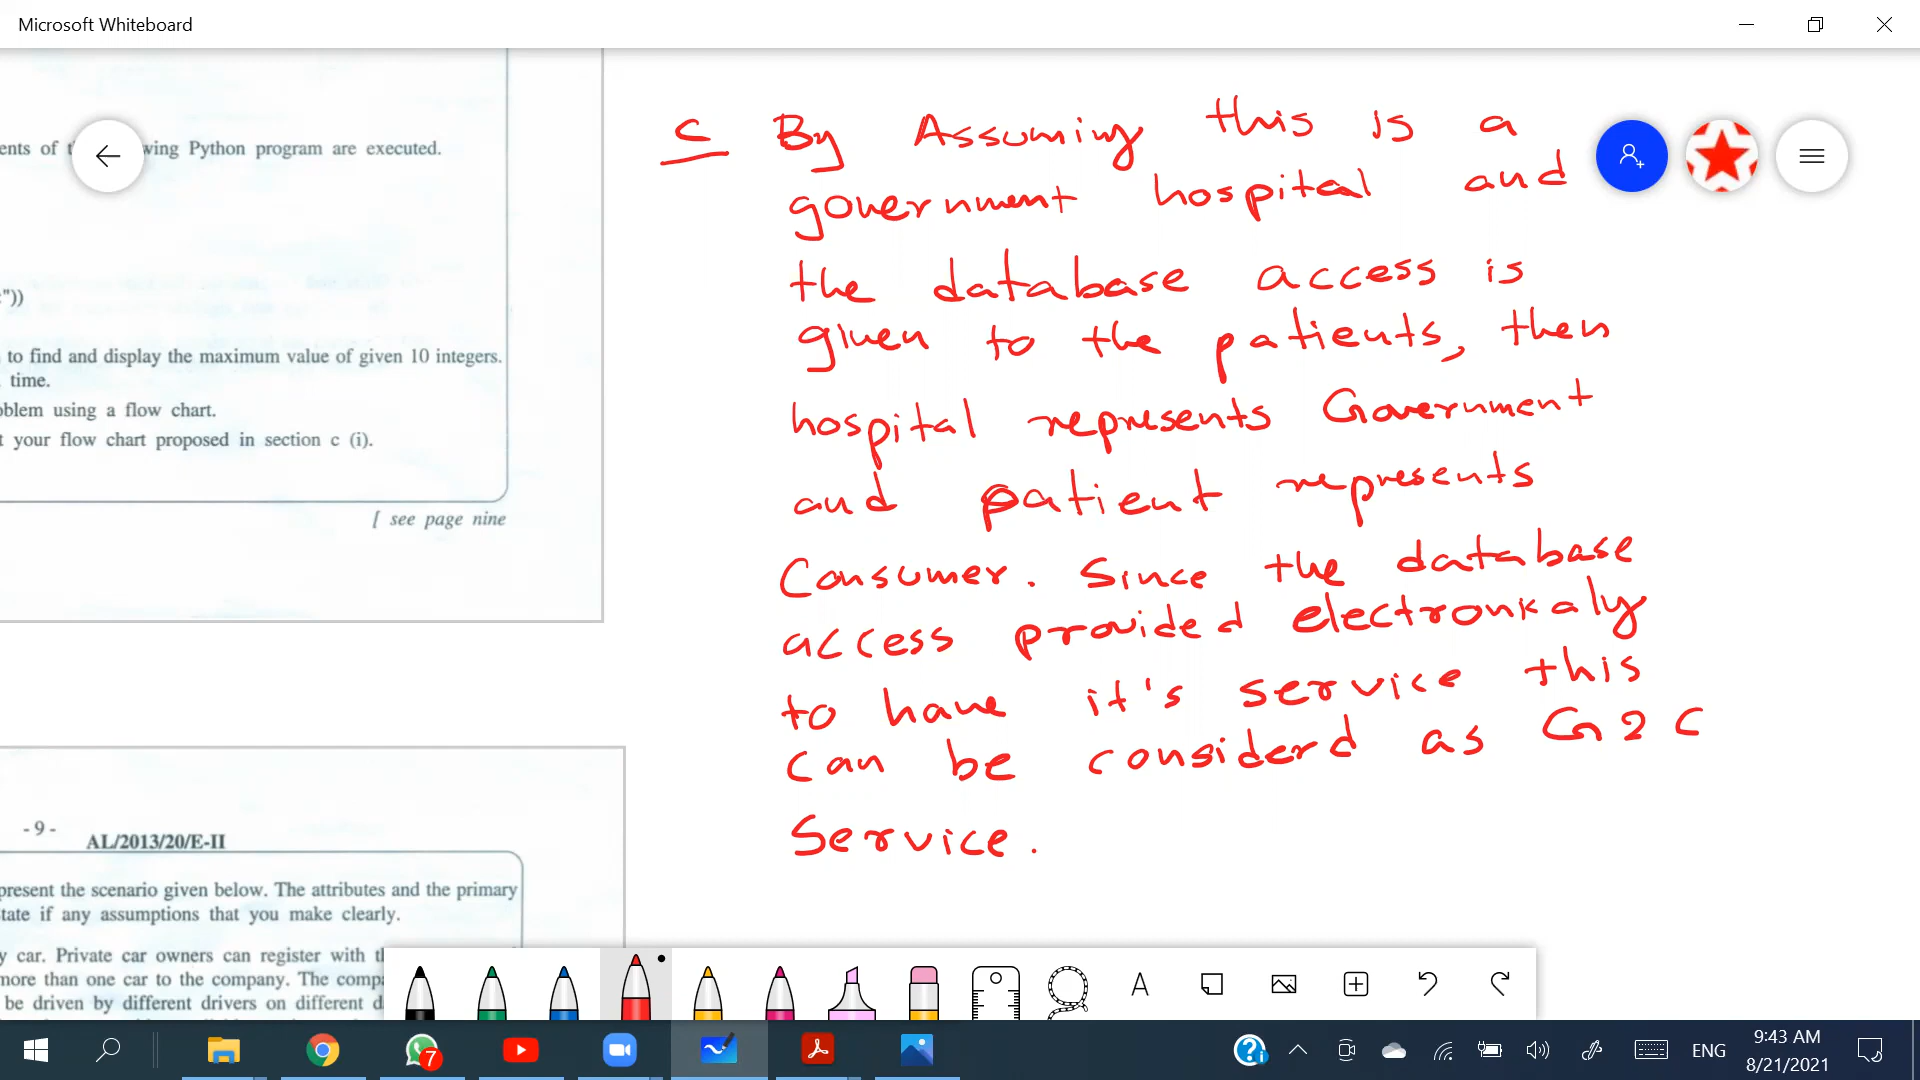 Microsoft Whiteboard
ents of wing Python program are executed.
:"))
to find and display the maximum value of given 10 integers.
time.
oblem using a flow chart.
t your flow chart proposed in section c (i).
[ see page nine
- 9 -
AL/2013/20/E-II
present the scenario given below. The attributes and the primary
tate if any assumptions that you make clearly.
y car. Private car owners can register with
more than one car to the company. The
be driven by different drivers on different
c By Assuming this is a
government hospital and
the database access is
given to the patients, then
hospital represents Government
and Patient represents
Consumer. Since the database
access provided electronically
to have it's service this
can be considerd as G2C
Service.
A
7
ENG
9:43 AM
8/21/2021